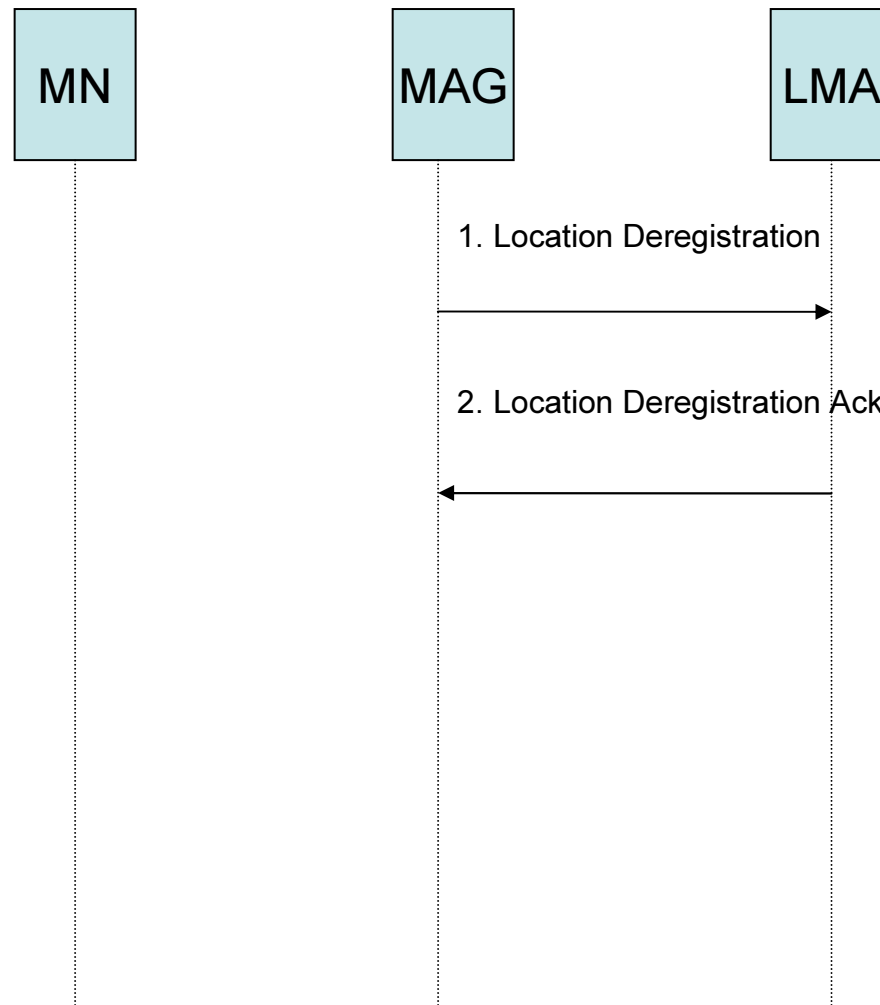 MN
MAG
LMA
1. Location Deregistration
2. Location Deregistration Ack